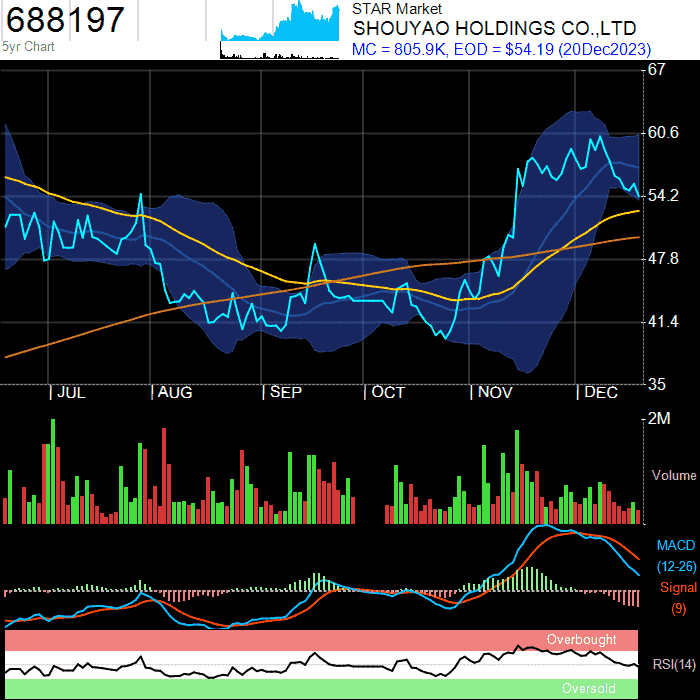 688197
5yr Chart
STAR Market
SHOUYAO HOLDINGS CO.,LTD
MC = 805.9K, EOD = $54.19 (20Dec2023)
67
60.6
54.2
47.8
41.4
35
JUL AUG SEP OCT NOV DEC
2M
Volume
MACD
(12-26)
Signal
(9)
Overbought
RSI(14)
Oversold